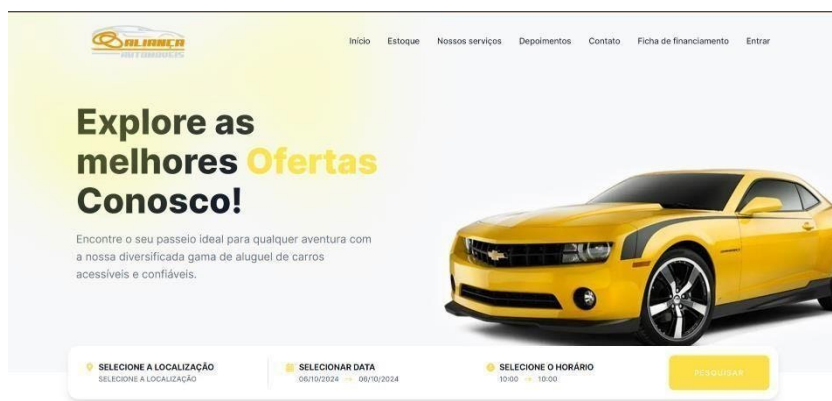 ALIANÇA
AUTOMÓVEIS
Início Estoque Nossos serviços Depoimentos Contato Ficha de financiamento Entrar
Explore as
melhores Ofertas
Conosco!
Encontre o seu passeio ideal para qualquer aventura com
a nossa diversificada gama de aluguel de carros
acessíveis e confiáveis.
SELECIONE A LOCALIZAÇÃO SELECIONAR DATA SELECIONE O HORÁRIO
SELECIONE A LOCALIZAÇÃO 06/10/2024 → 06/10/2024 10:00 → 10:00
PESQUISAR